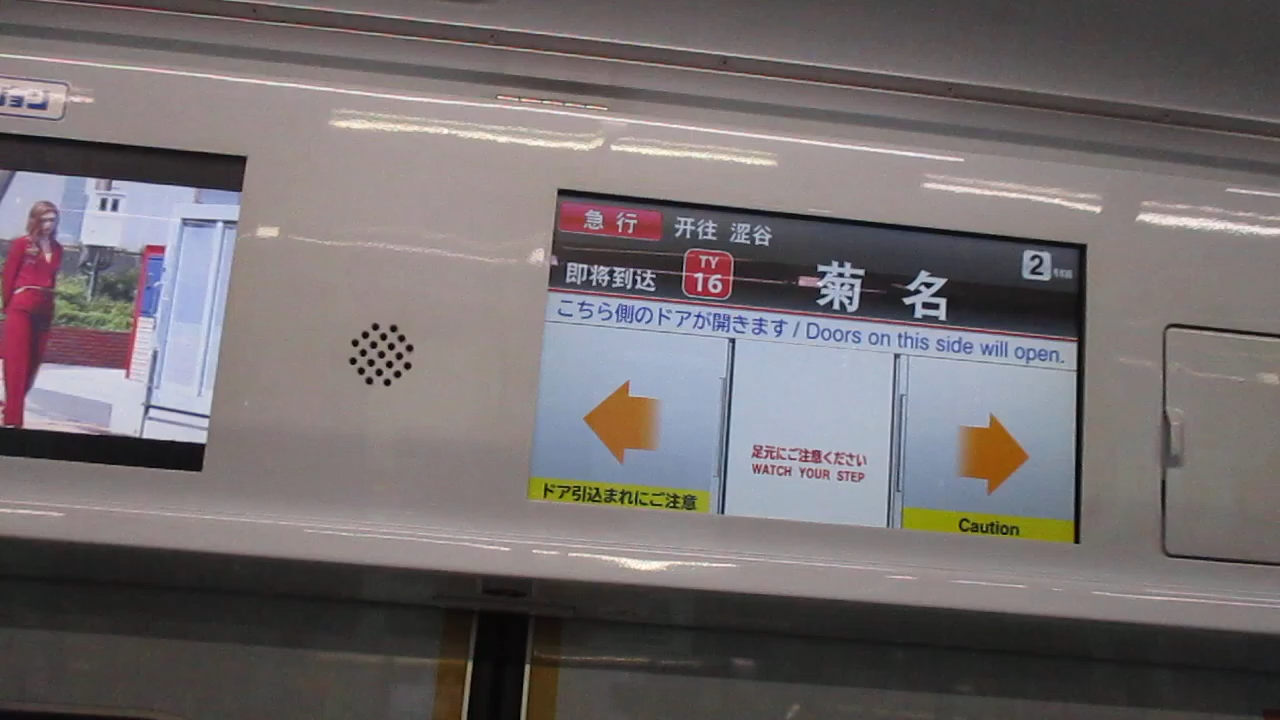 急行 开往 涩谷
2
即将到达 TY 16 菊名
こちら側のドアが開きます / Doors on this side will open.
足元にご注意ください
WATCH YOUR STEP
ドア引込まれにご注意
Caution